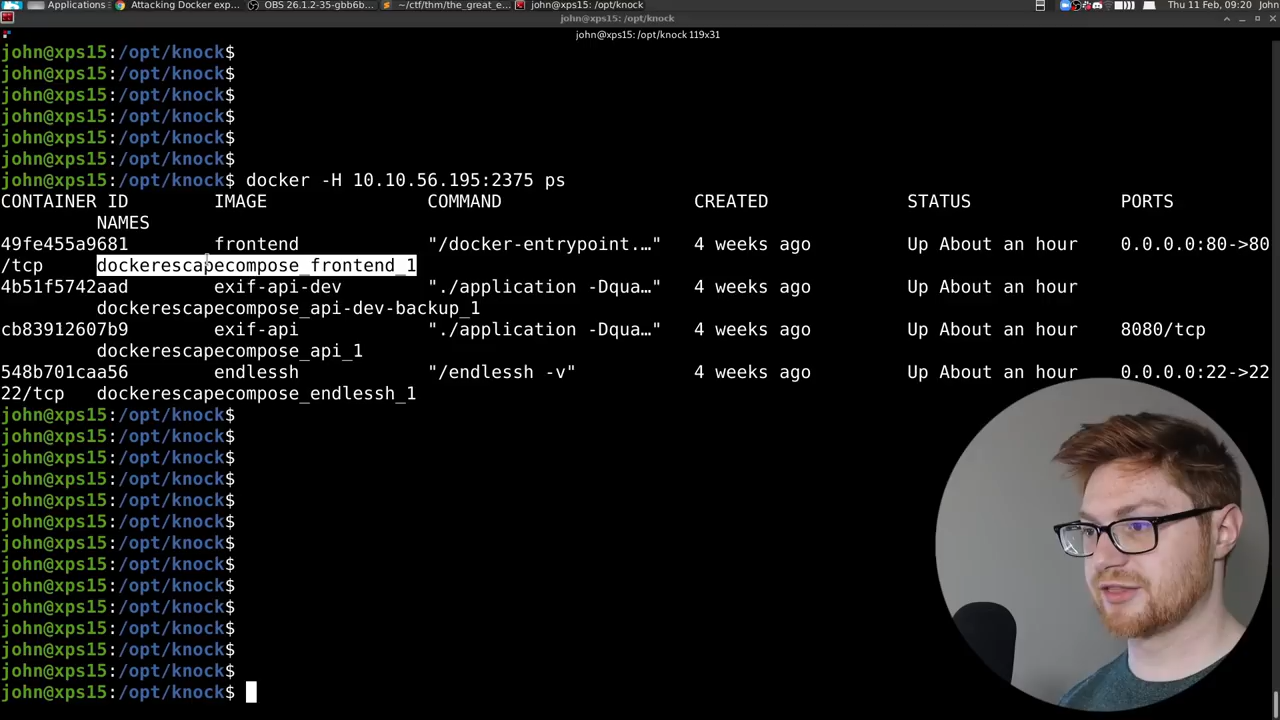 Applications
Attacking Docker exp...
OBS 26.1.2-35-gbb6b...
~/ctf/thm/the_great_e...
john@xps15: /opt/knock
Thu 11 Feb, 09:20
John
john@xps15: /opt/knock
john@xps15: /opt/knock 119x31
john@xps15:/opt/knock$
john@xps15:/opt/knock$
john@xps15:/opt/knock$
john@xps15:/opt/knock$
john@xps15:/opt/knock$
john@xps15:/opt/knock$
john@xps15:/opt/knock$ docker -H 10.10.56.195:2375 ps
CONTAINER ID        IMAGE               COMMAND                  CREATED             STATUS              PORTS
         NAMES
49fe455a9681        frontend            "/docker-entrypoint.…"   4 weeks ago         Up About an hour    0.0.0.0:80->80
/tcp     dockerescapecompose_frontend_1
4b51f5742aad        exif-api-dev        "./application -Dqua…"   4 weeks ago         Up About an hour
         dockerescapecompose_api-dev-backup_1
cb83912607b9        exif-api            "./application -Dqua…"   4 weeks ago         Up About an hour    8080/tcp
         dockerescapecompose_api_1
548b701caa56        endlessh            "/endlessh -v"           4 weeks ago         Up About an hour    0.0.0.0:22->22
22/tcp   dockerescapecompose_endlessh_1
john@xps15:/opt/knock$
john@xps15:/opt/knock$
john@xps15:/opt/knock$
john@xps15:/opt/knock$
john@xps15:/opt/knock$
john@xps15:/opt/knock$
john@xps15:/opt/knock$
john@xps15:/opt/knock$
john@xps15:/opt/knock$
john@xps15:/opt/knock$
john@xps15:/opt/knock$
john@xps15:/opt/knock$
john@xps15:/opt/knock$
john@xps15:/opt/knock$